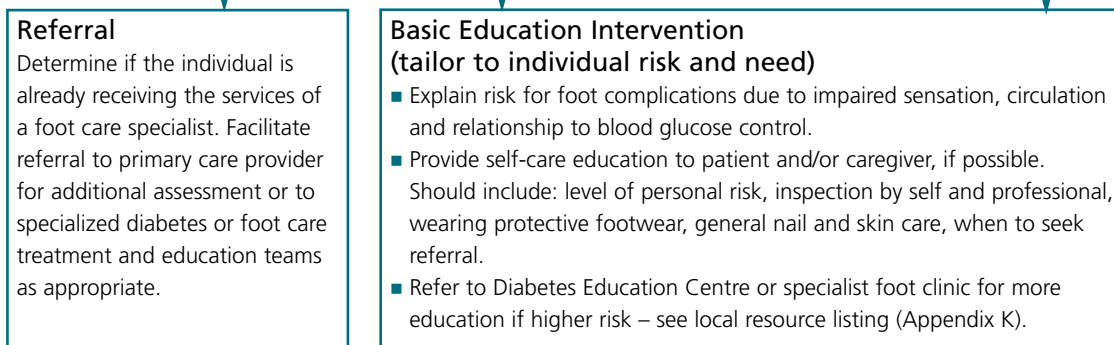 Referral
Determine if the individual is
already receiving the services of
a foot care specialist. Facilitate
referral to primary care provider
for additional assessment or to
specialized diabetes or foot care
treatment and education teams
as appropriate.
Basic Education Intervention
(tailor to individual risk and need)
■ Explain risk for foot complications due to impaired sensation, circulation
and relationship to blood glucose control.
■ Provide self-care education to patient and/or caregiver, if possible.
Should include: level of personal risk, inspection by self and professional,
wearing protective footwear, general nail and skin care, when to seek
referral.
■ Refer to Diabetes Education Centre or specialist foot clinic for more
education if higher risk – see local resource listing (Appendix K).